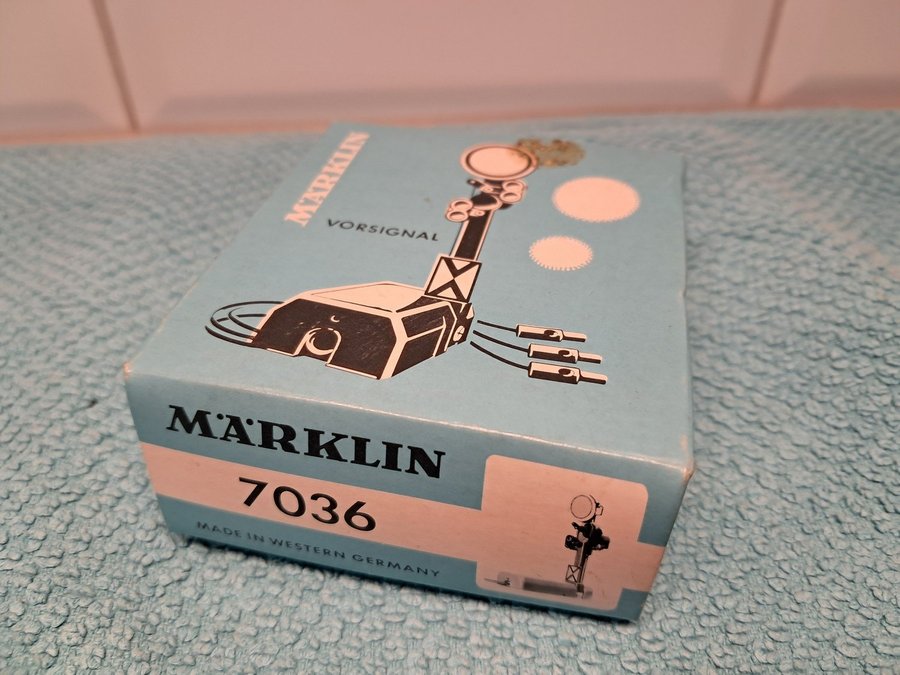 MÄRKLIN
VORSIGNAL
MÄRKLIN
7036
MADE IN WESTERN GERMANY